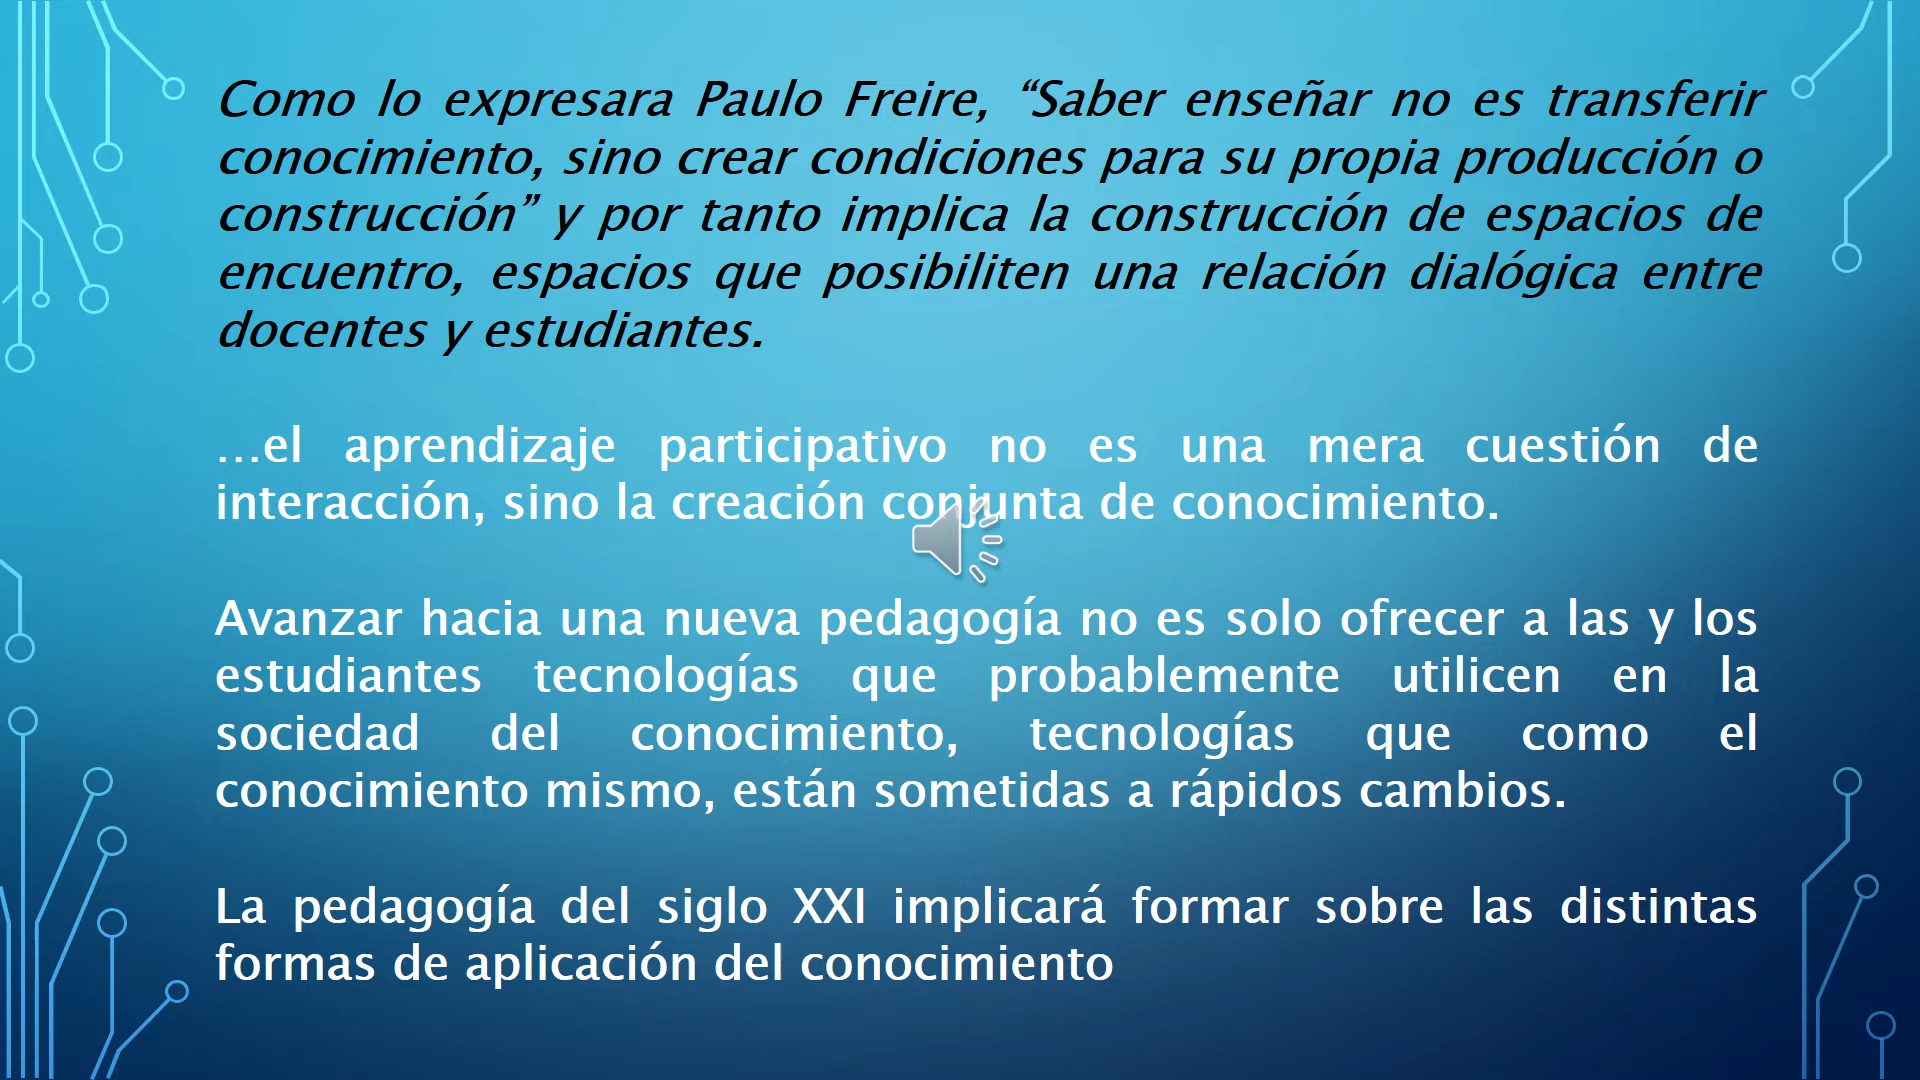 Como lo expresara Paulo Freire, “Saber enseñar no es transferir
conocimiento, sino crear condiciones para su propia producción o
construcción” y por tanto implica la construcción de espacios de
encuentro, espacios que posibiliten una relación dialógica entre
docentes y estudiantes.
…el aprendizaje participativo no es una mera cuestión de
interacción, sino la creación conjunta de conocimiento.
Avanzar hacia una nueva pedagogía no es solo ofrecer a las y los
estudiantes tecnologías que probablemente utilicen en la
sociedad del conocimiento, tecnologías que como el
conocimiento mismo, están sometidas a rápidos cambios.
La pedagogía del siglo XXI implicará formar sobre las distintas
formas de aplicación del conocimiento